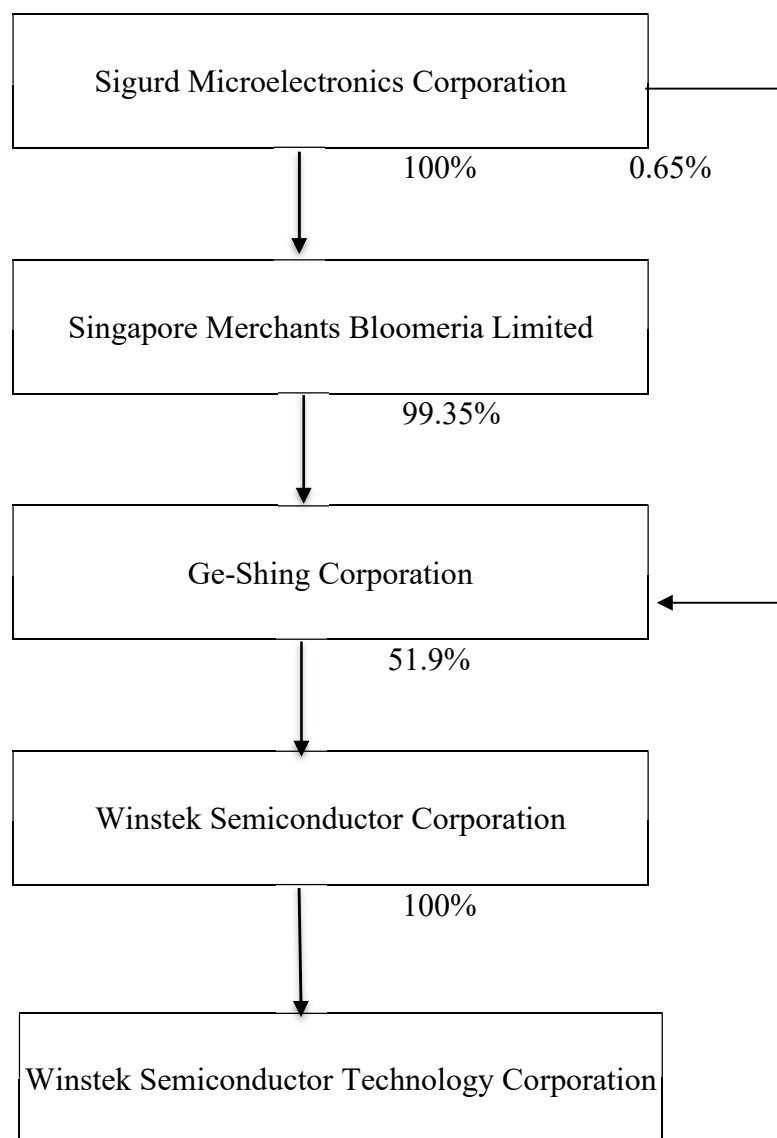 Sigurd Microelectronics Corporation
100% 0.65%
Singapore Merchants Bloomeria Limited
99.35%
Ge-Shing Corporation
51.9%
Winstek Semiconductor Corporation
100%
Winstek Semiconductor Technology Corporation